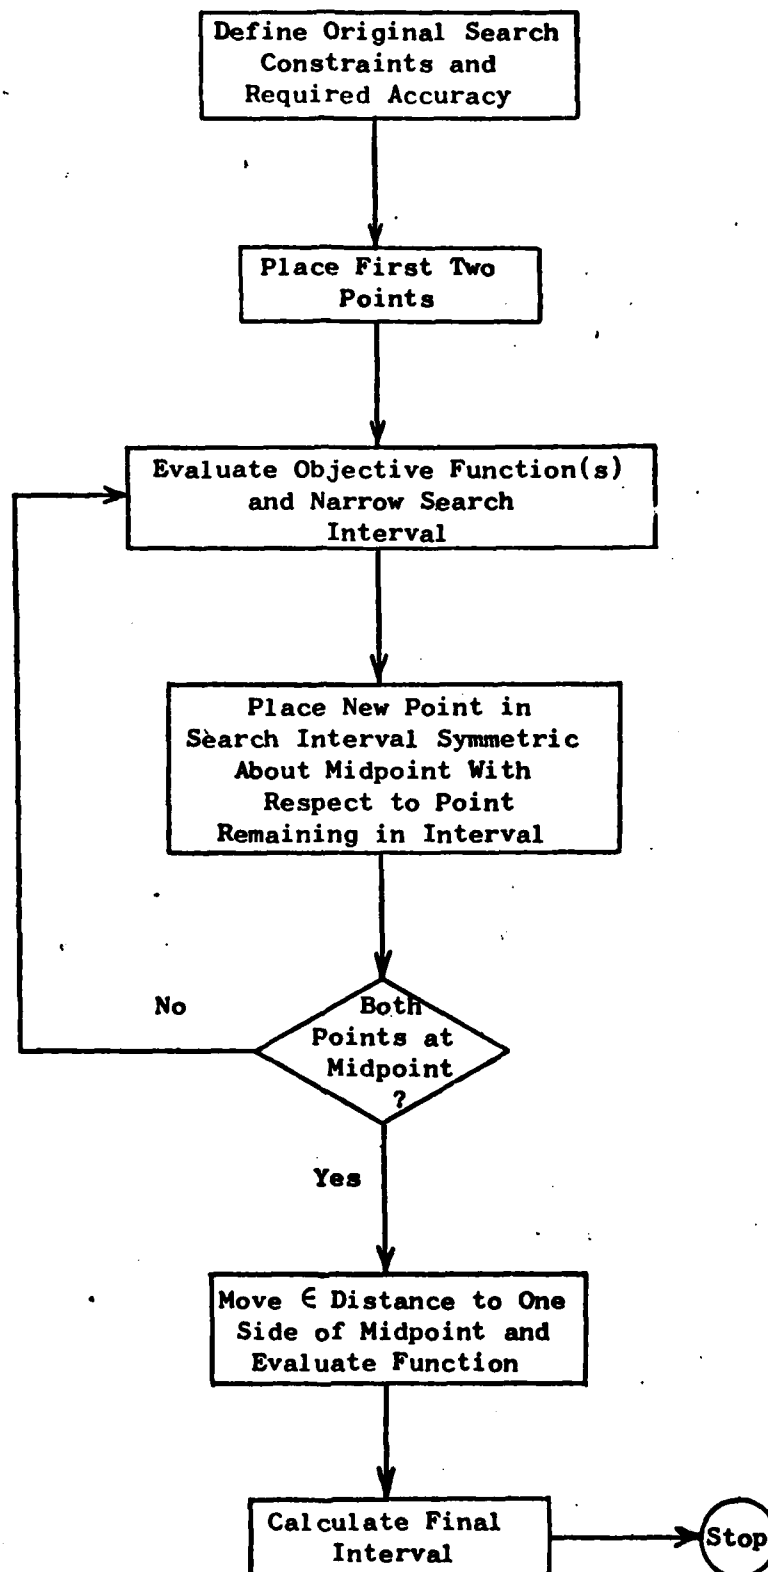 Define Original Search
Constraints and
Required Accuracy
Place First Two
Points
Evaluate Objective Function(s)
and Narrow Search
Interval
Place New Point in
Search Interval Symmetric
About Midpoint With
Respect to Point
Remaining in Interval
No
Both
Points at
Midpoint
?
Yes
Move ∈ Distance to One
Side of Midpoint and
Evaluate Function
Calculate Final
Interval
Stop